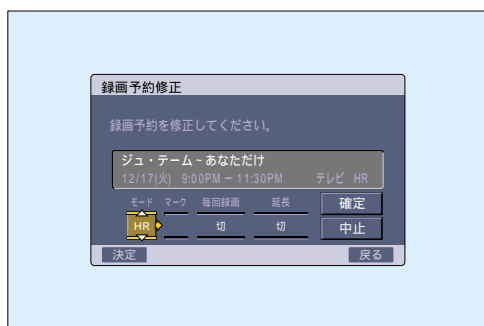 録画予約修正
録画予約を修正してください。
ジュ・テーム～あなただけ
12/17(火) 9:00PM － 11:30PM テレビ HR
モード マーク 毎回録画 延長 確定
HR 切 切 中止
決定 戻る